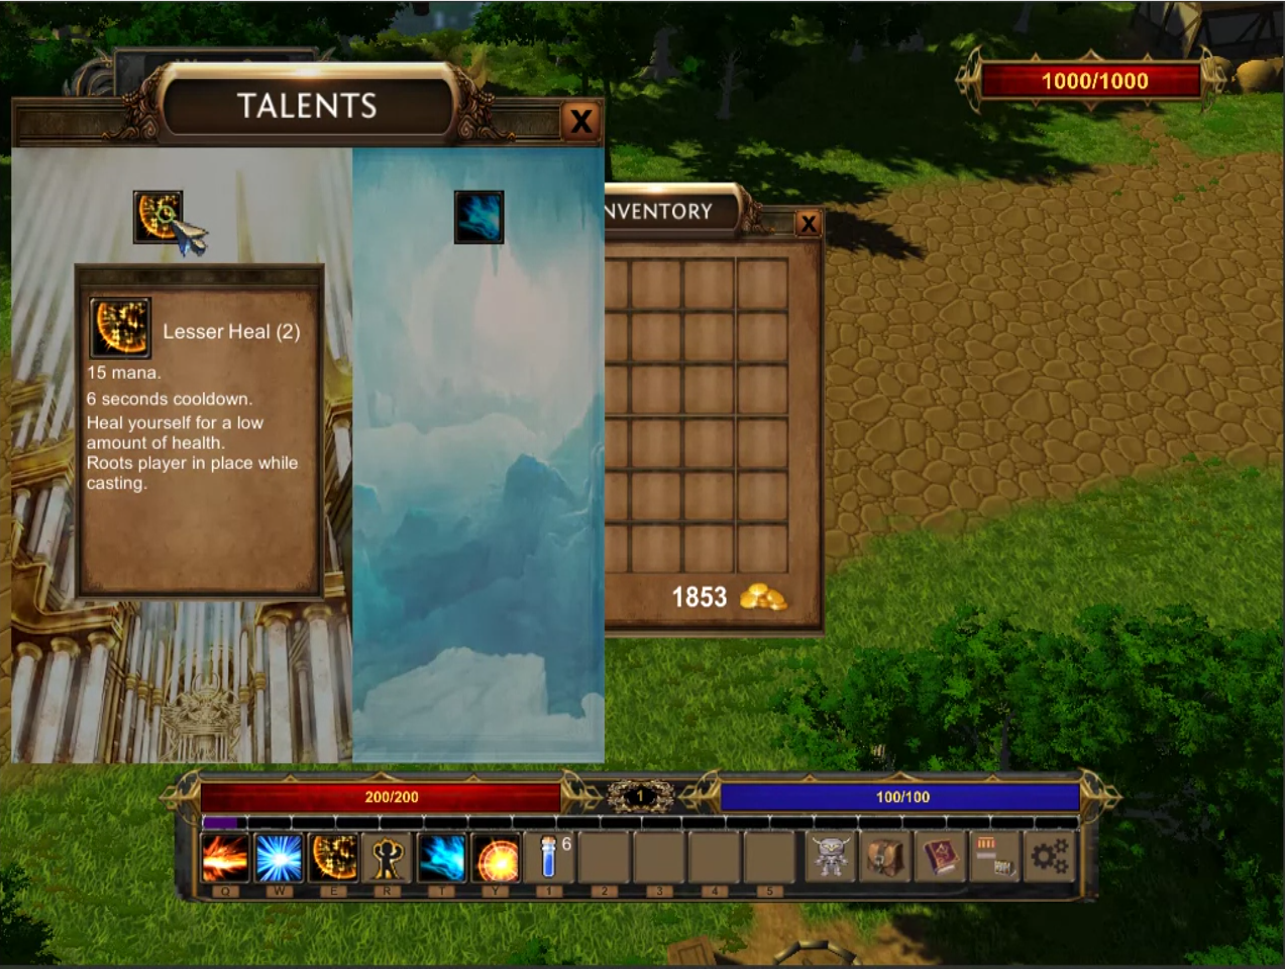 TALENTS
X
1000/1000
NVENTORY
X
Lesser Heal (2)
15 mana.
6 seconds cooldown.
Heal yourself for a low
amount of health.
Roots player in place while
casting.
1853
200/200
1
100/100
6
Q
W
E
R
T
Y
1
2
3
4
5